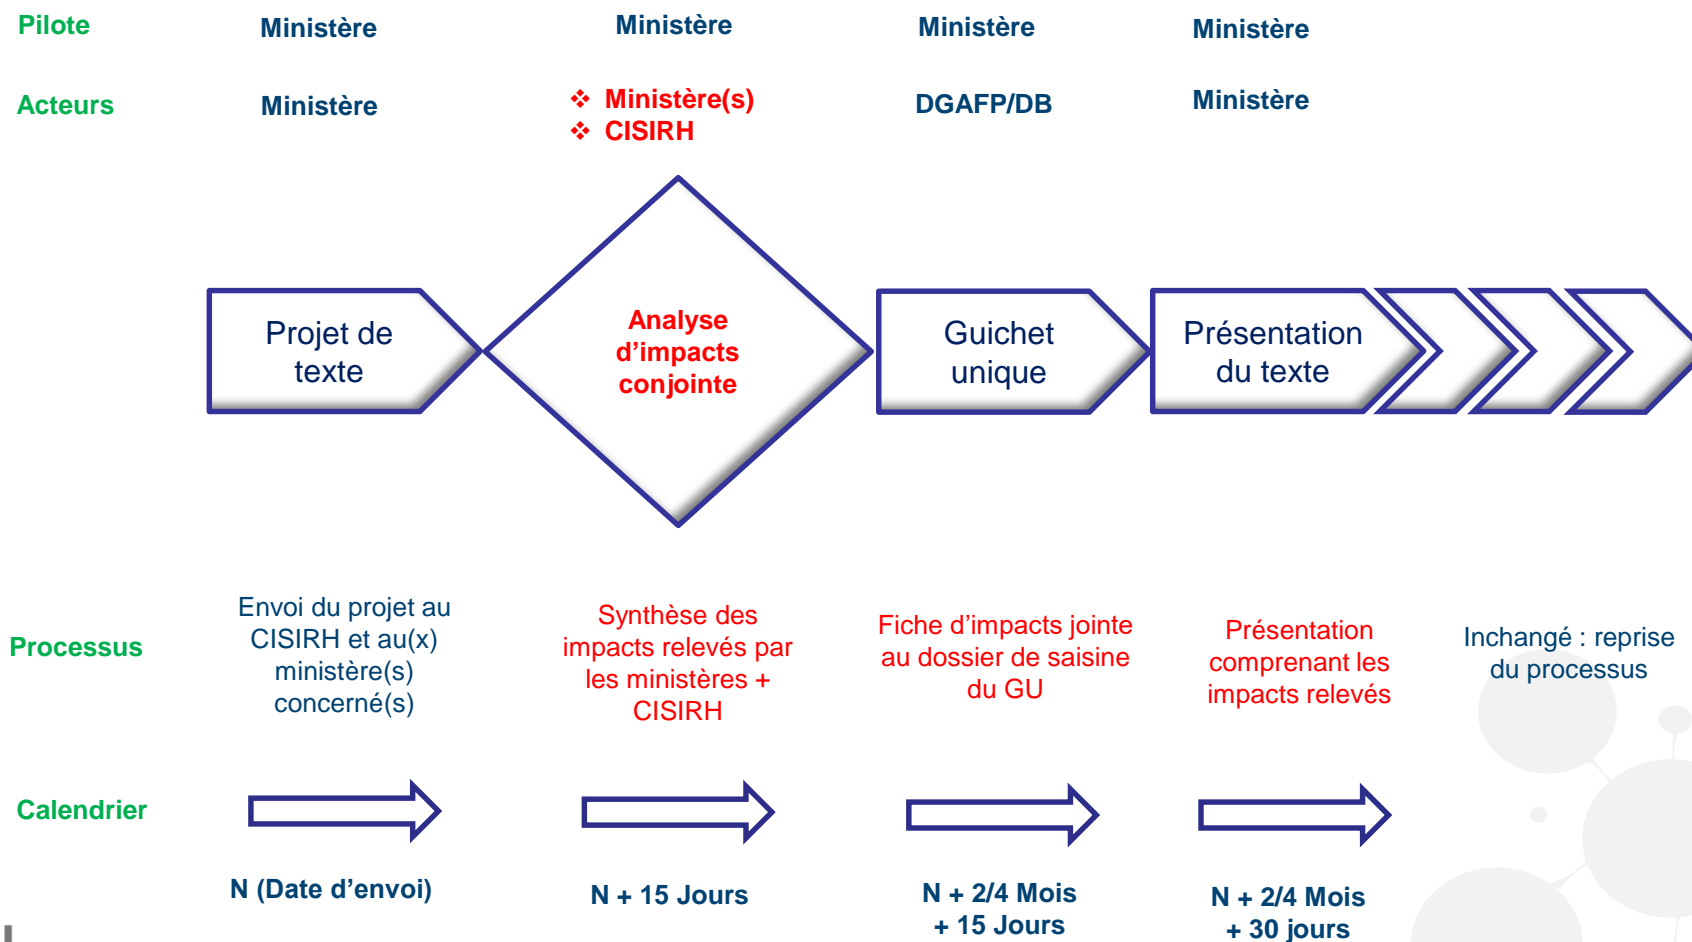 Pilote
Ministère
Ministère
Ministère
Ministère
Acteurs
Ministère
❖ Ministère(s)
❖ CISIRH
DGAFP/DB
Ministère
Projet de
texte
Analyse
d’impacts
conjointe
Guichet
unique
Présentation
du texte
Processus
Envoi du projet au
CISIRH et au(x)
ministère(s)
concerné(s)
Synthèse des
impacts relevés par
les ministères +
CISIRH
Fiche d’impacts jointe
au dossier de saisine
du GU
Présentation
comprenant les
impacts relevés
Inchangé : reprise
du processus
Calendrier
N (Date d’envoi)
N + 15 Jours
N + 2/4 Mois
+ 15 Jours
N + 2/4 Mois
+ 30 jours